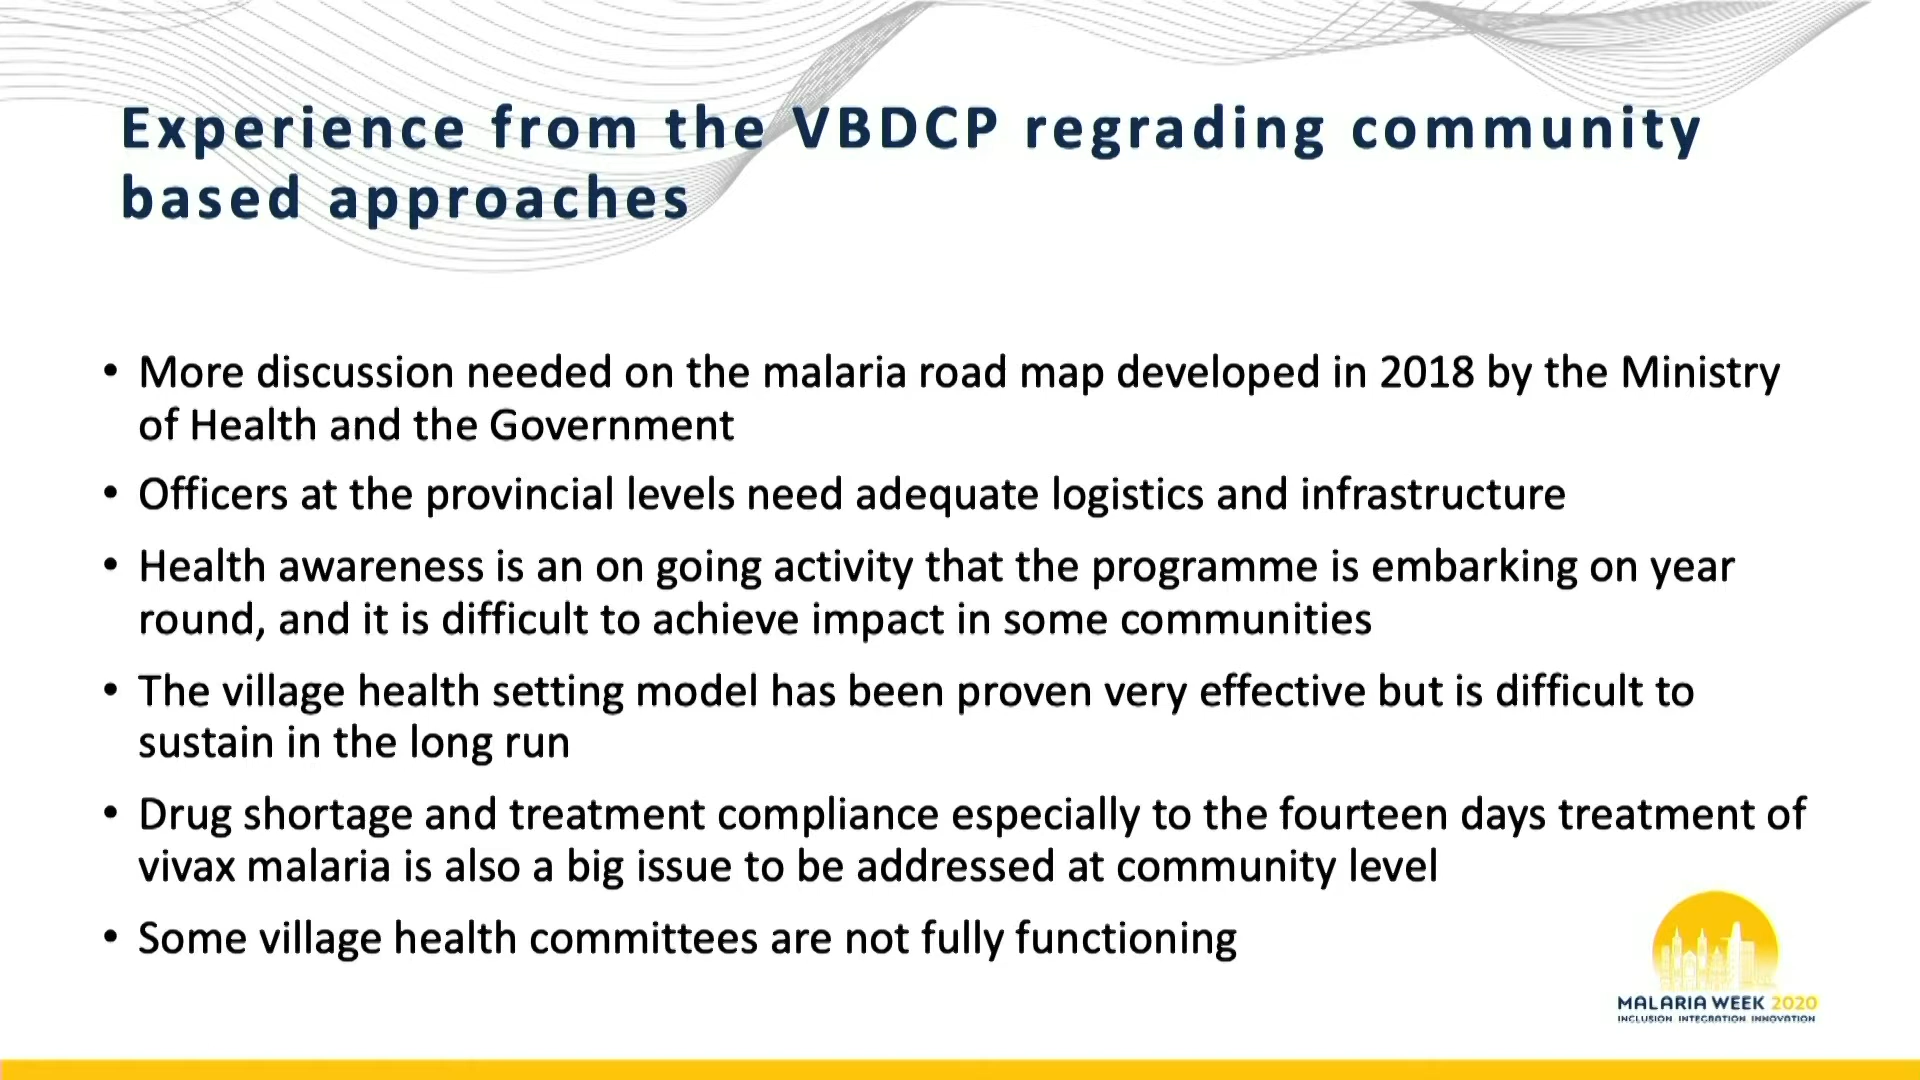 Experience from the VBDCP regrading community
based approaches
• More discussion needed on the malaria road map developed in 2018 by the Ministry
of Health and the Government
• Officers at the provincial levels need adequate logistics and infrastructure
• Health awareness is an on going activity that the programme is embarking on year
round, and it is difficult to achieve impact in some communities
• The village health setting model has been proven very effective but is difficult to
sustain in the long run
• Drug shortage and treatment compliance especially to the fourteen days treatment of
vivax malaria is also a big issue to be addressed at community level
• Some village health committees are not fully functioning
MALARIA WEEK 2020
INCLUSION INTEGRATION INNOVATION